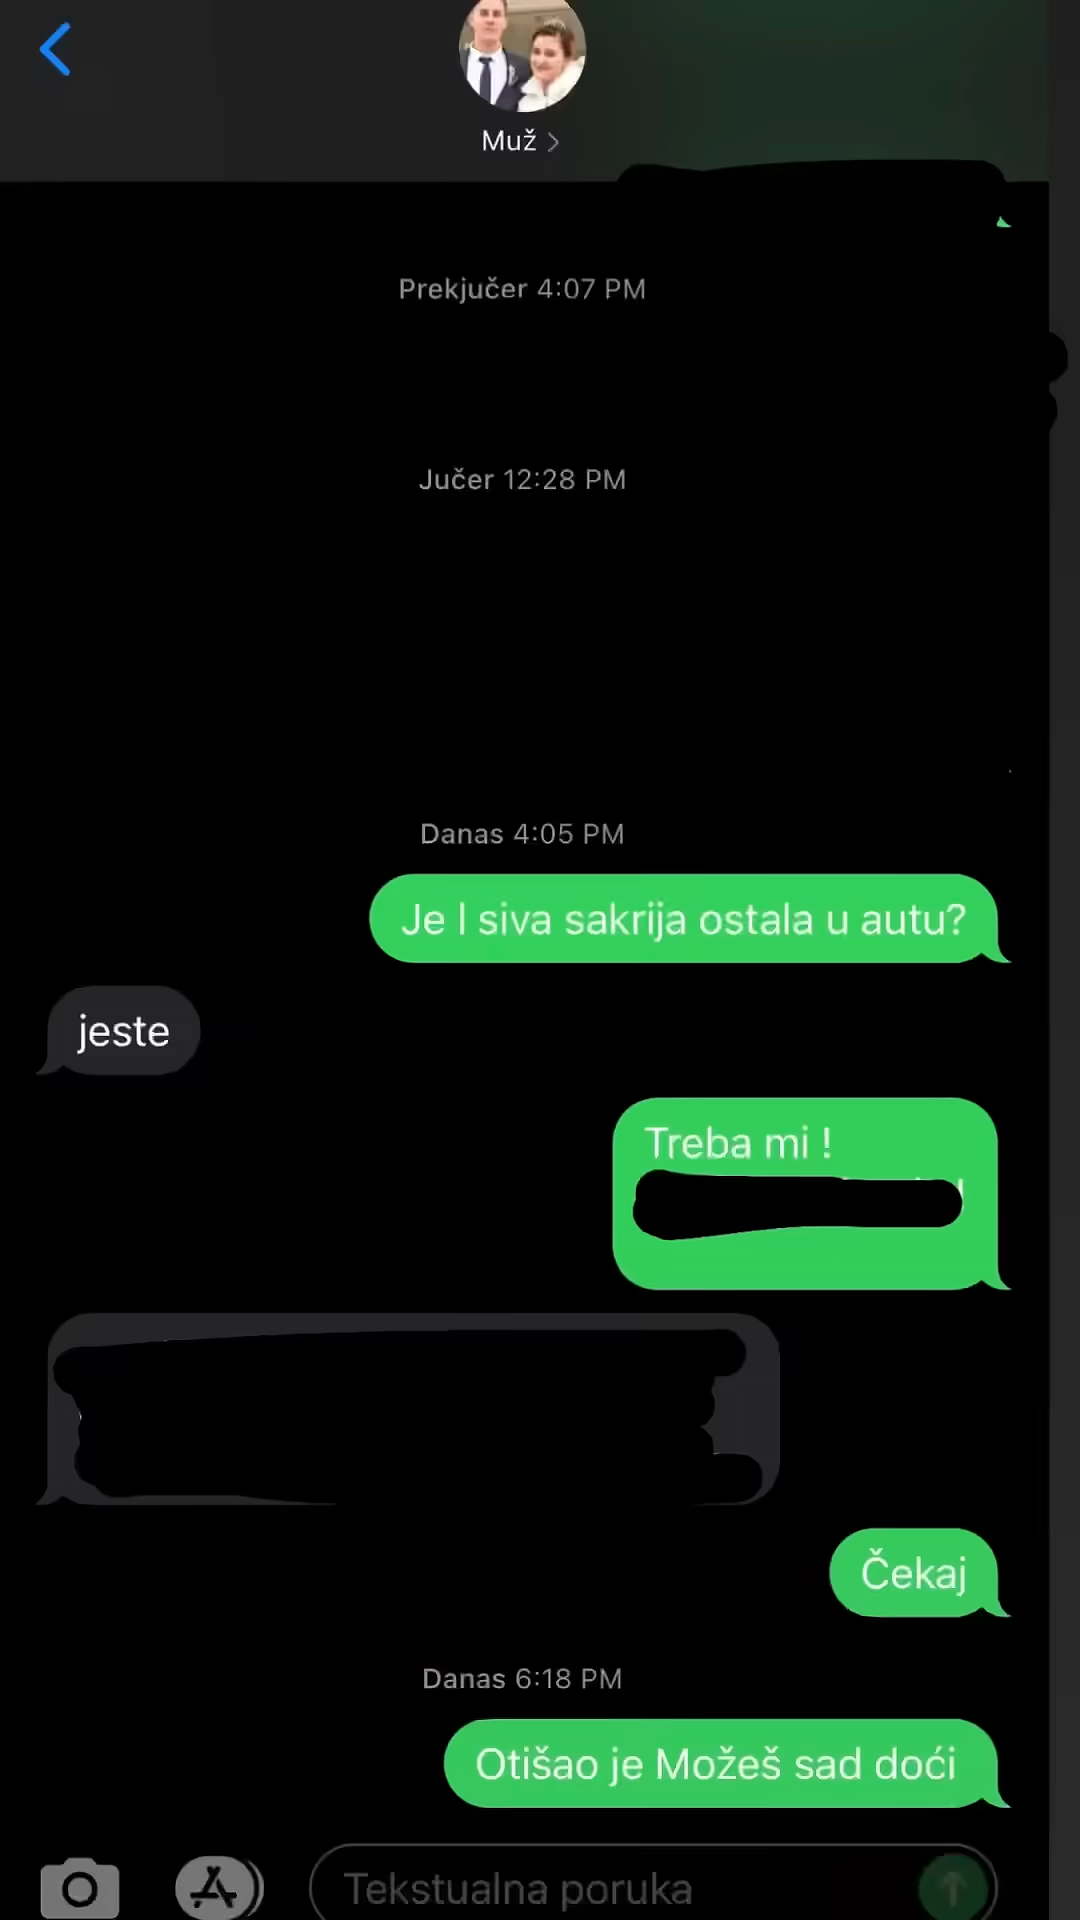 Muž
Prekjučer 4:07 PM
Jučer 12:28 PM
Danas 4:05 PM
Je l siva sakrija ostala u autu?
jeste
Treba mi !
Čekaj
Danas 6:18 PM
Otišao je Možeš sad doći
Tekstualna poruka